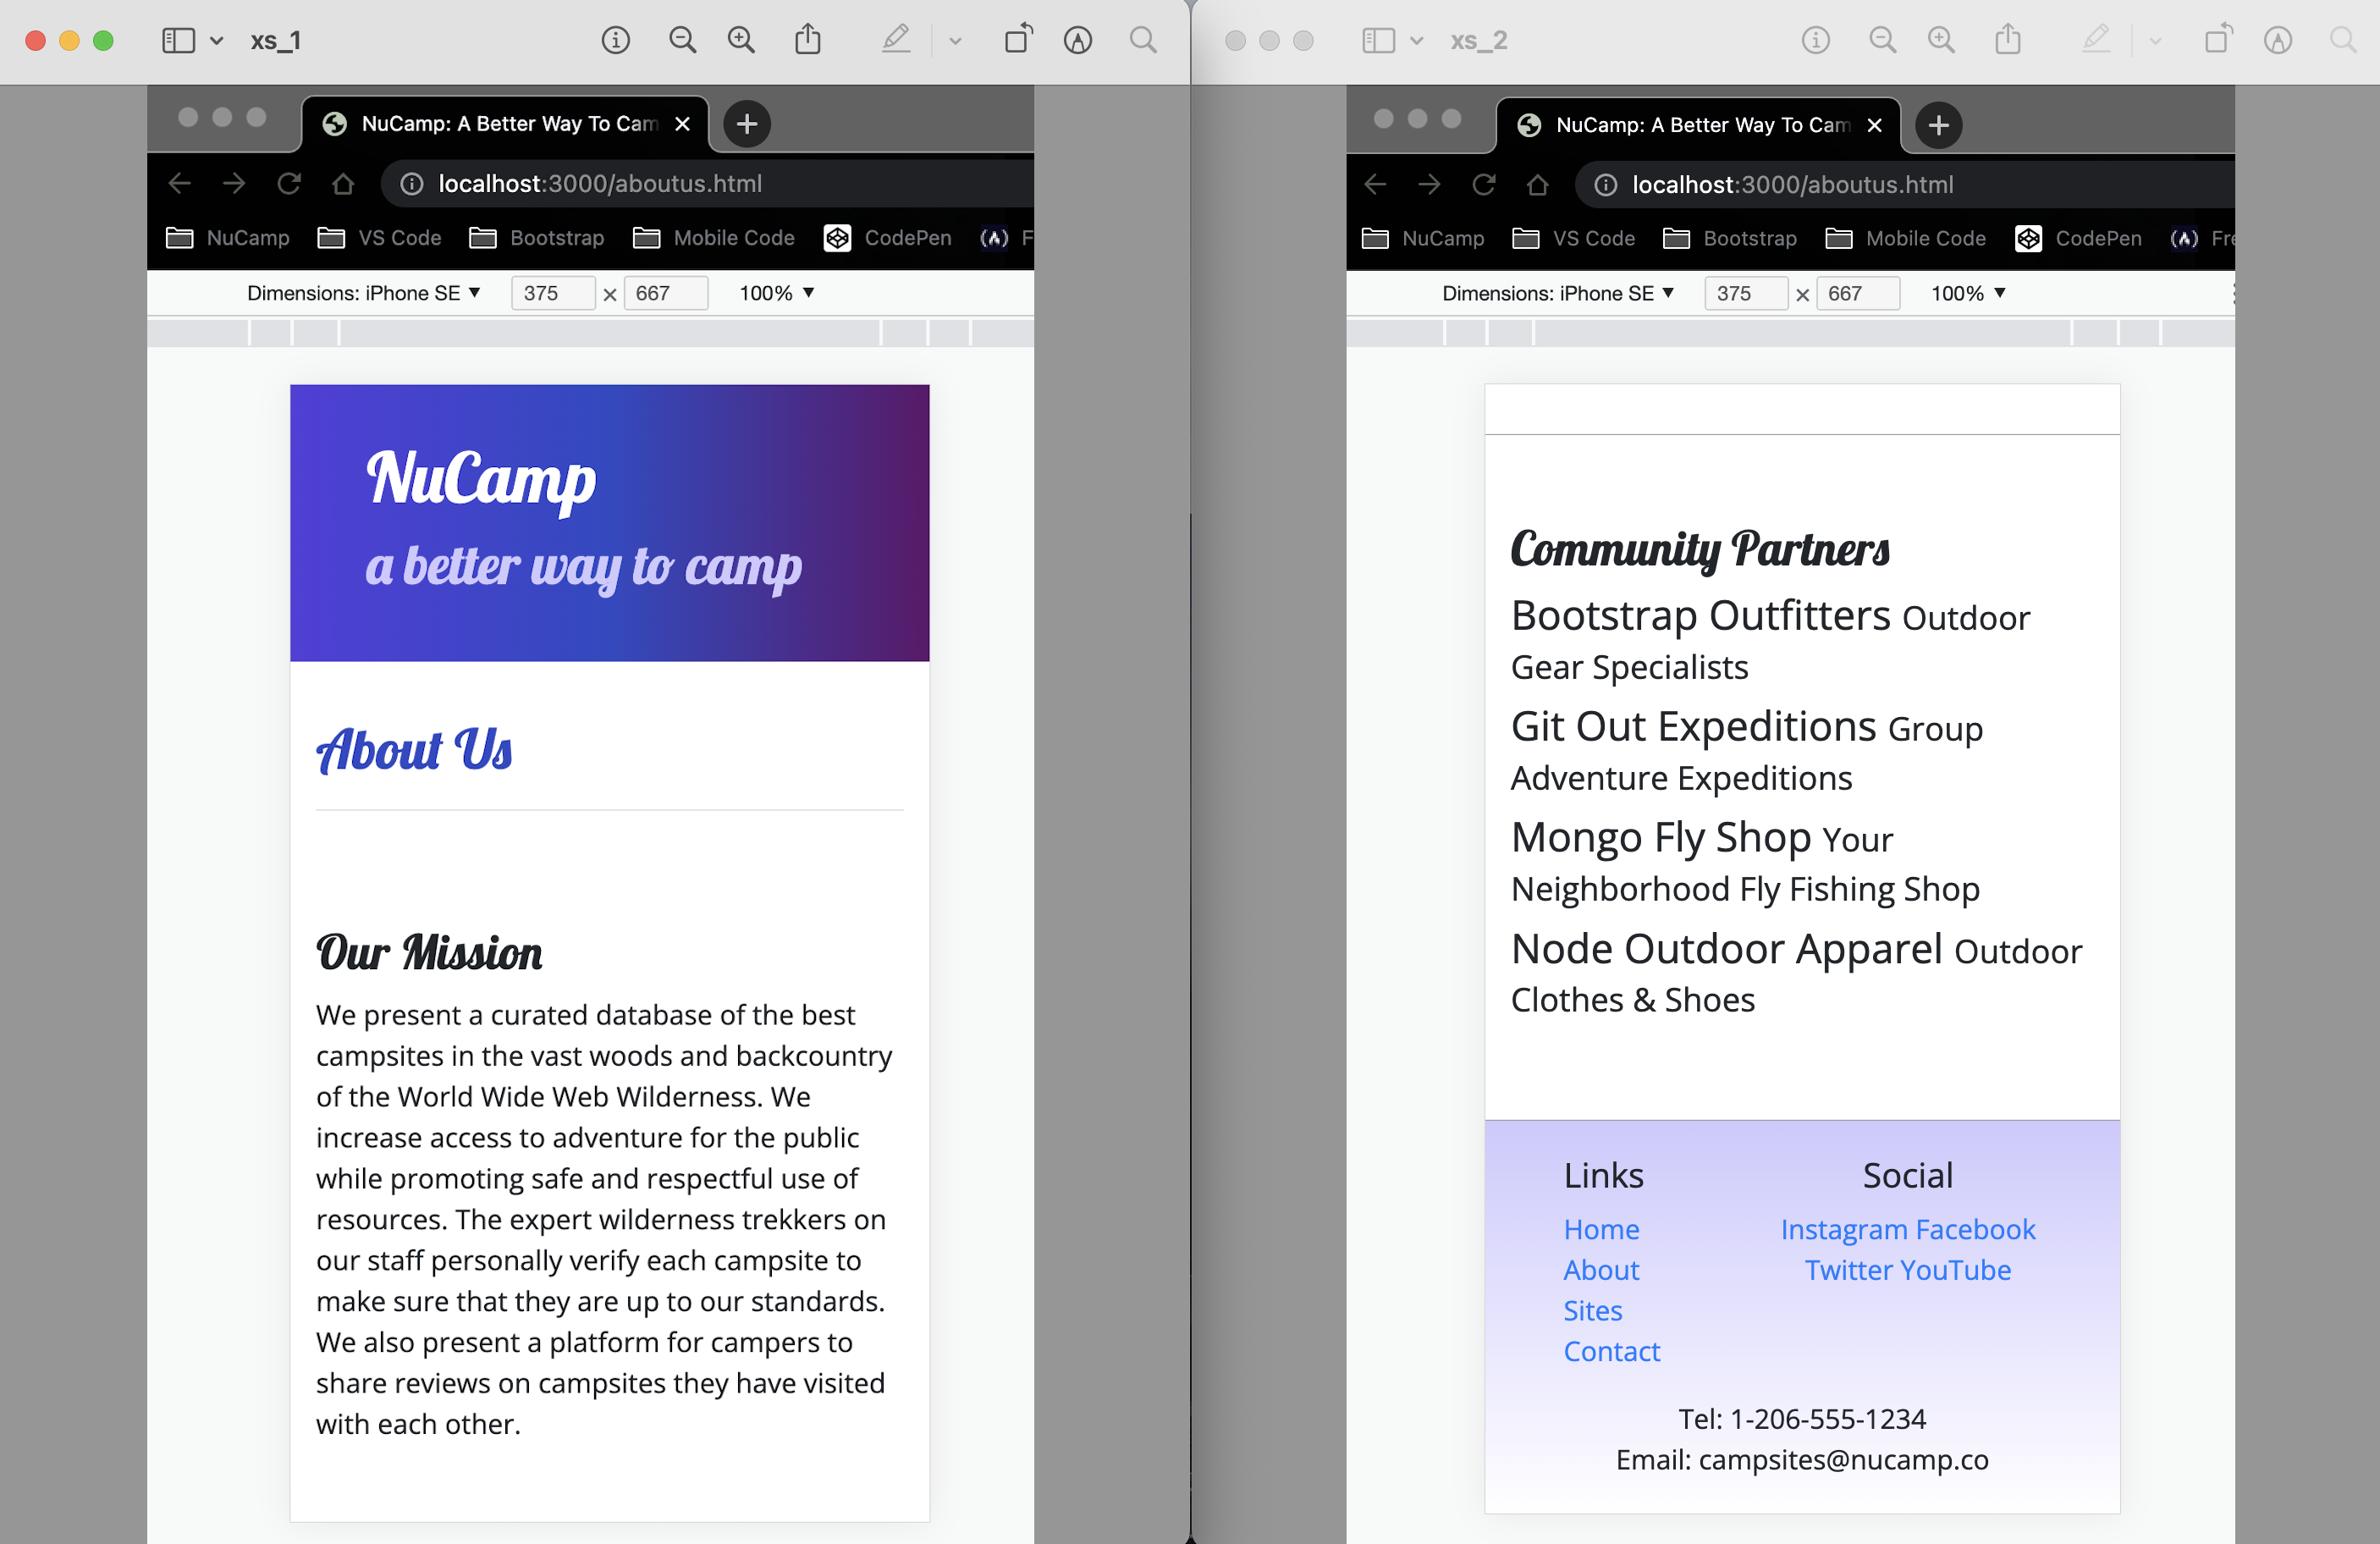 xs_1
NuCamp: A Better Way To Cam
localhost:3000/aboutus.html
NuCamp VS Code Bootstrap Mobile Code CodePen F
Dimensions: iPhone SE ▼ 375 × 667 100% ▼
NuCamp
a better way to camp
About Us
Our Mission
We present a curated database of the best
campsites in the vast woods and backcountry
of the World Wide Web Wilderness. We
increase access to adventure for the public
while promoting safe and respectful use of
resources. The expert wilderness trekkers on
our staff personally verify each campsite to
make sure that they are up to our standards.
We also present a platform for campers to
share reviews on campsites they have visited
with each other.
xs_2
NuCamp: A Better Way To Cam
localhost:3000/aboutus.html
NuCamp VS Code Bootstrap Mobile Code CodePen Fre
Dimensions: iPhone SE ▼ 375 × 667 100% ▼
Community Partners
Bootstrap Outfitters Outdoor
Gear Specialists
Git Out Expeditions Group
Adventure Expeditions
Mongo Fly Shop Your
Neighborhood Fly Fishing Shop
Node Outdoor Apparel Outdoor
Clothes & Shoes
Links
Home
About
Sites
Contact
Social
Instagram Facebook
Twitter YouTube
Tel: 1-206-555-1234
Email: campsites@nucamp.co